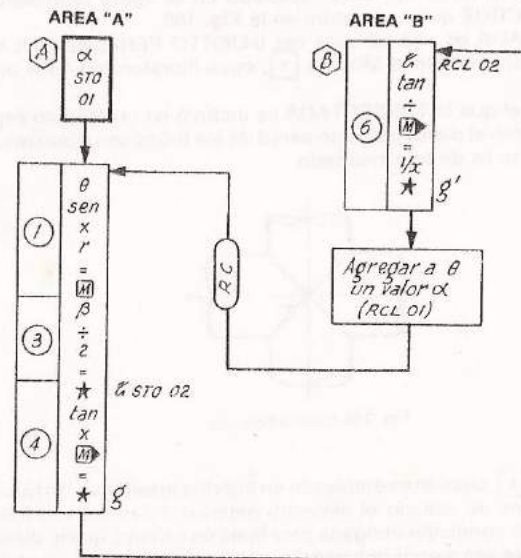 AREA "A"
A
α
STO
01
1
3
4
θ
sen
x
r
=
M
β
÷
2
=
★
tan
x
M
=
★
τ STO 02
g
RC
AREA "B"
B
6
τ
tan
÷
M
=
1/x
★
RCL 02
g'
Agregar a θ
un valor α
(RCL 01)